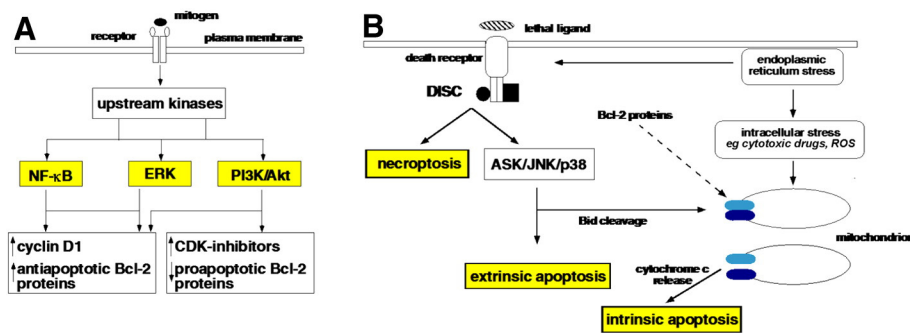 A
mitogen
receptor
plasma membrane
upstream kinases
NF-κB
ERK
PI3K/Akt
↑cyclin D1
↑antiapoptotic Bcl-2
proteins
↑CDK-inhibitors
↓proapoptotic Bcl-2
proteins
B
lethal ligand
death receptor
DISC
endoplasmic
reticulum stress
Bcl-2 proteins
intracellular stress
eg cytotoxic drugs, ROS
necroptosis
ASK/JNK/p38
Bid cleavage
mitochondrion
extrinsic apoptosis
cytochrome c
release
intrinsic apoptosis